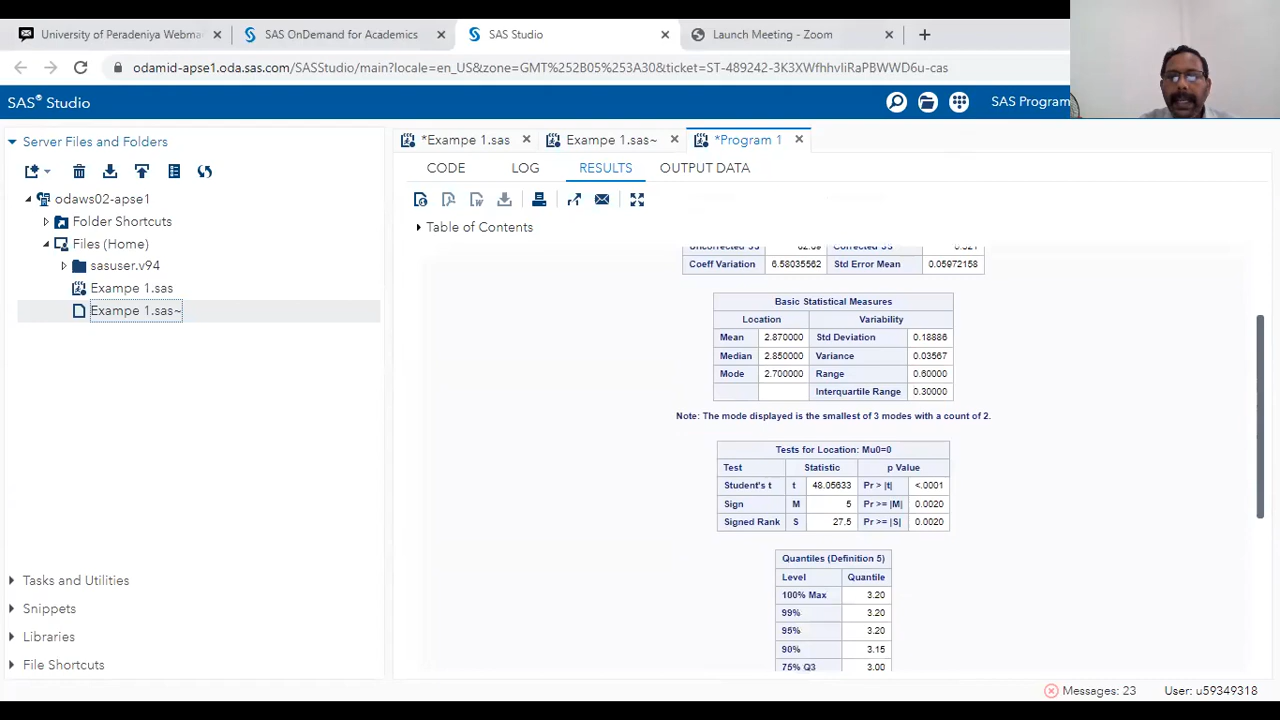 University of Peradeniya Webma
SAS OnDemand for Academics
SAS Studio
Launch Meeting - Zoom
odamid-apse1.oda.sas.com/SASStudio/main?locale=en_US&zone=GMT%252B05%253A30&ticket=ST-489242-3K3XWfhhvIiRaPBWWD6u-cas
SAS® Studio
SAS Program
Server Files and Folders
*Exampe 1.sas
Exampe 1.sas~
*Program 1
CODE
LOG
RESULTS
OUTPUT DATA
odaws02-apse1
Folder Shortcuts
Files (Home)
sasuser.v94
Exampe 1.sas
Exampe 1.sas~
Table of Contents
Uncorrected SS 82.69 Corrected SS 0.321
Coeff Variation 6.58035562 Std Error Mean 0.05972158
Basic Statistical Measures
Location Variability
Mean 2.870000 Std Deviation 0.18886
Median 2.850000 Variance 0.03567
Mode 2.700000 Range 0.60000
Interquartile Range 0.30000
Note: The mode displayed is the smallest of 3 modes with a count of 2.
Tests for Location: Mu0=0
Test Statistic p Value
Student's t t 48.05633 Pr > |t| <.0001
Sign M 5 Pr >= |M| 0.0020
Signed Rank S 27.5 Pr >= |S| 0.0020
Quantiles (Definition 5)
Level Quantile
100% Max 3.20
99% 3.20
95% 3.20
90% 3.15
75% Q3 3.00
Tasks and Utilities
Snippets
Libraries
File Shortcuts
Messages: 23
User: u59349318